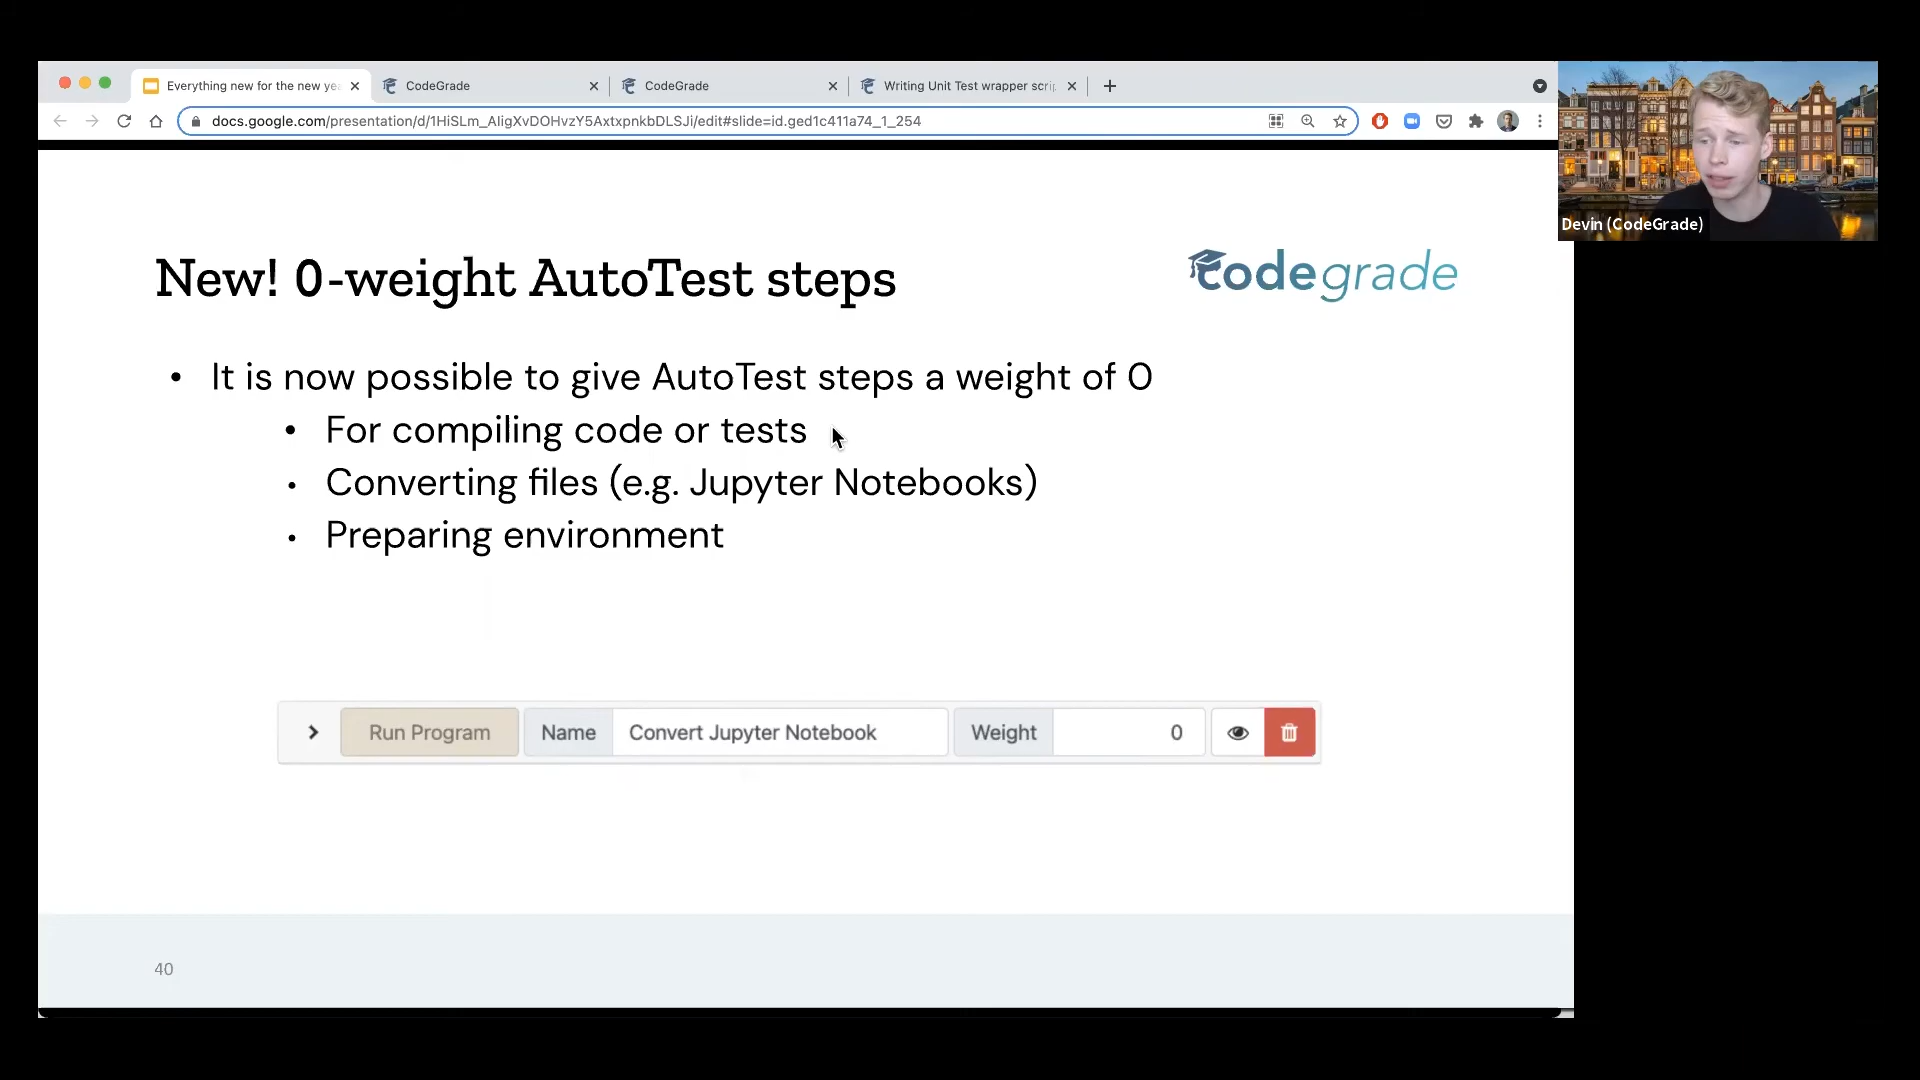 Everything new for the new ye
CodeGrade
CodeGrade
Writing Unit Test wrapper scrip
docs.google.com/presentation/d/1HiSLm_AIigXvDOHvzY5AxtxpnkbDLSJi/edit#slide=id.ged1c411a74_1_254
Devin (CodeGrade)
New! 0-weight AutoTest steps
codegrade
• It is now possible to give AutoTest steps a weight of 0
• For compiling code or tests
• Converting files (e.g. Jupyter Notebooks)
• Preparing environment
Run Program Name Convert Jupyter Notebook Weight 0
40